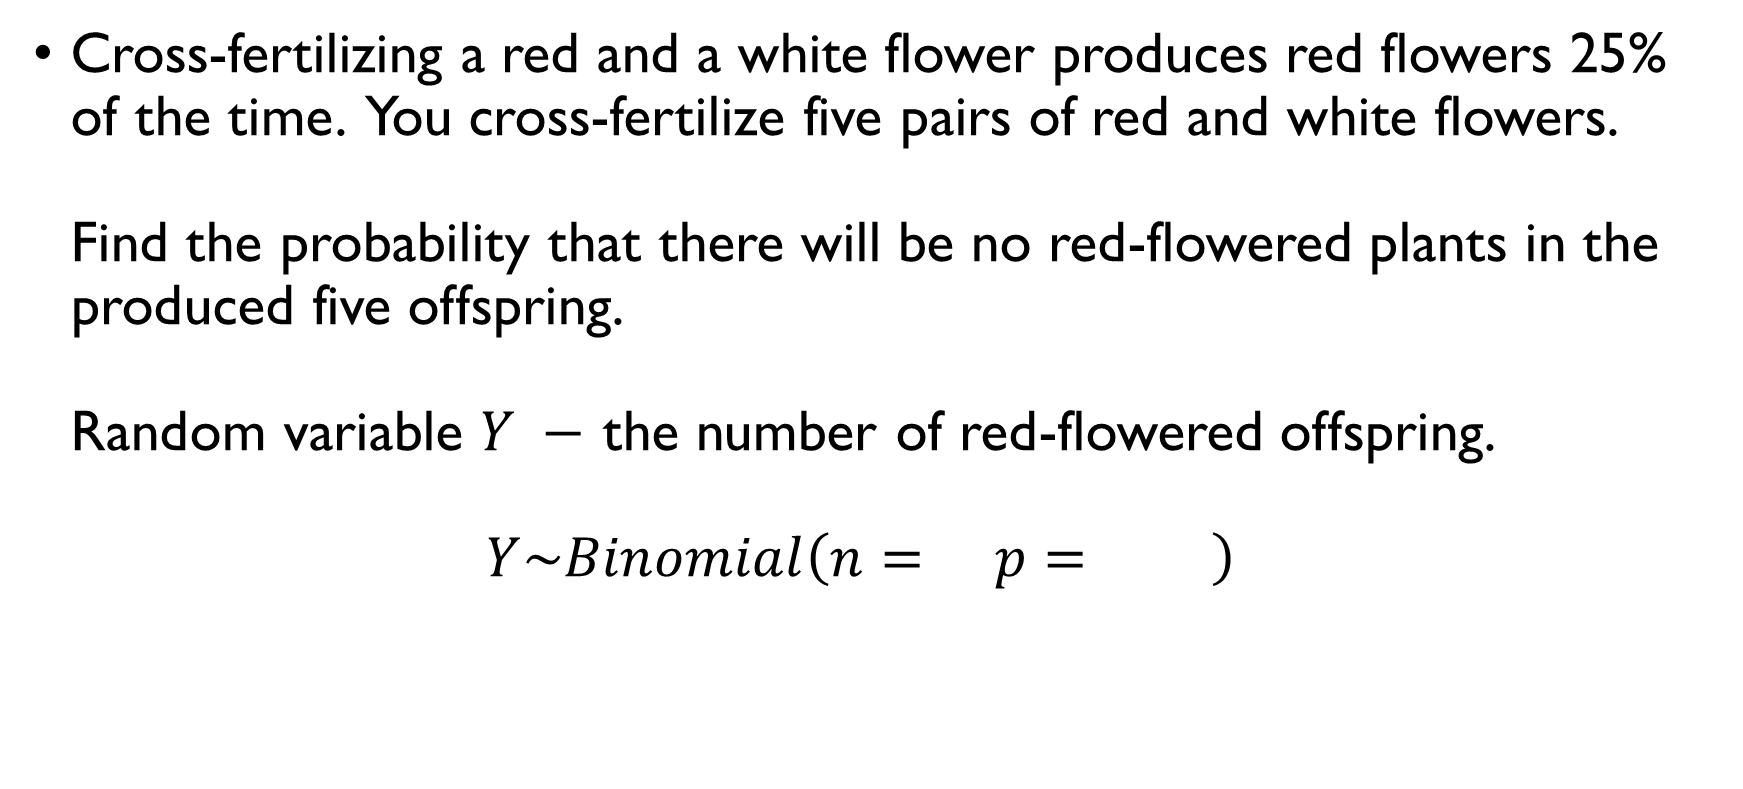 • Cross-fertilizing a red and a white flower produces red flowers 25%
of the time. You cross-fertilize five pairs of red and white flowers.
Find the probability that there will be no red-flowered plants in the
produced five offspring.
Random variable Y – the number of red-flowered offspring.
Y~Binomial(n = p = )